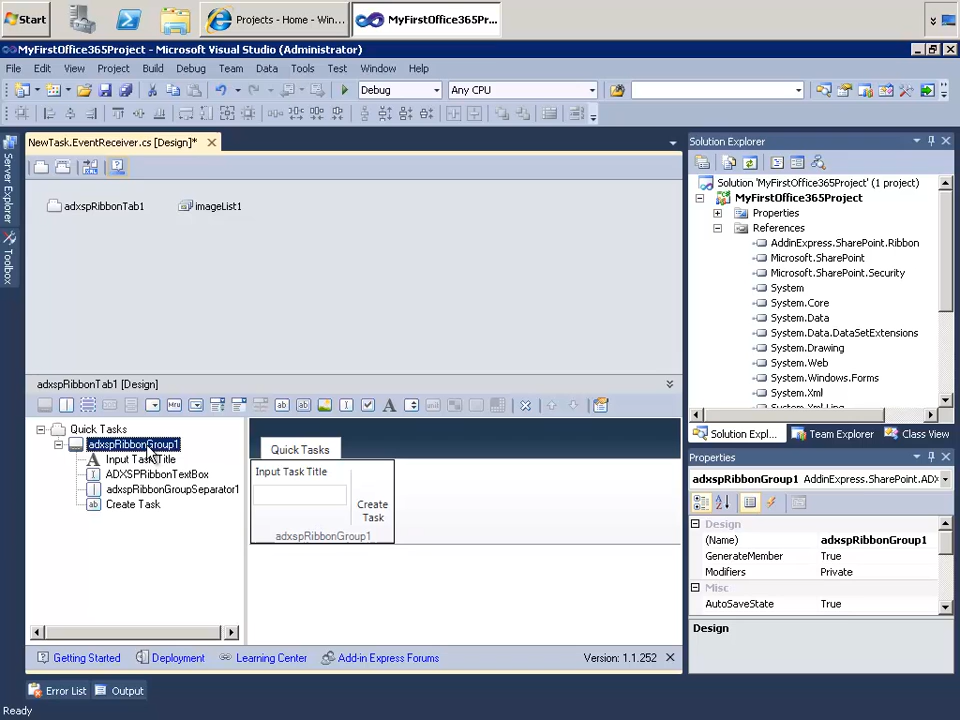 Start
Projects - Home - Win...
MyFirstOffice365Pr...
MyFirstOffice365Project - Microsoft Visual Studio (Administrator)
File Edit View Project Build Debug Team Data Tools Test Window Help
Debug Any CPU
NewTask.EventReceiver.cs [Design]*
Solution Explorer
Server Explorer
Toolbox
Solution 'MyFirstOffice365Project' (1 project)
MyFirstOffice365Project
Properties
References
AddinExpress.SharePoint.Ribbon
Microsoft.SharePoint
Microsoft.SharePoint.Security
System
System.Core
System.Data
System.Data.DataSetExtensions
System.Drawing
System.Web
System.Windows.Forms
System.Xml
System.Xml.Linq
adxspRibbonTab1 imageList1
adxspRibbonTab1 [Design]
Solution Expl... Team Explorer Class View
Quick Tasks
adxspRibbonGroup1
Input Task Title
ADXSPRibbonTextBox
adxspRibbonGroupSeparator1
Create Task
Quick Tasks
Input Task Title
Create
Task
adxspRibbonGroup1
Properties
adxspRibbonGroup1 AddinExpress.SharePoint.ADX
Design
(Name) adxspRibbonGroup1
GenerateMember True
Modifiers Private
Misc
AutoSaveState True
Design
Getting Started Deployment Learning Center Add-in Express Forums Version: 1.1.252
Error List Output
Ready